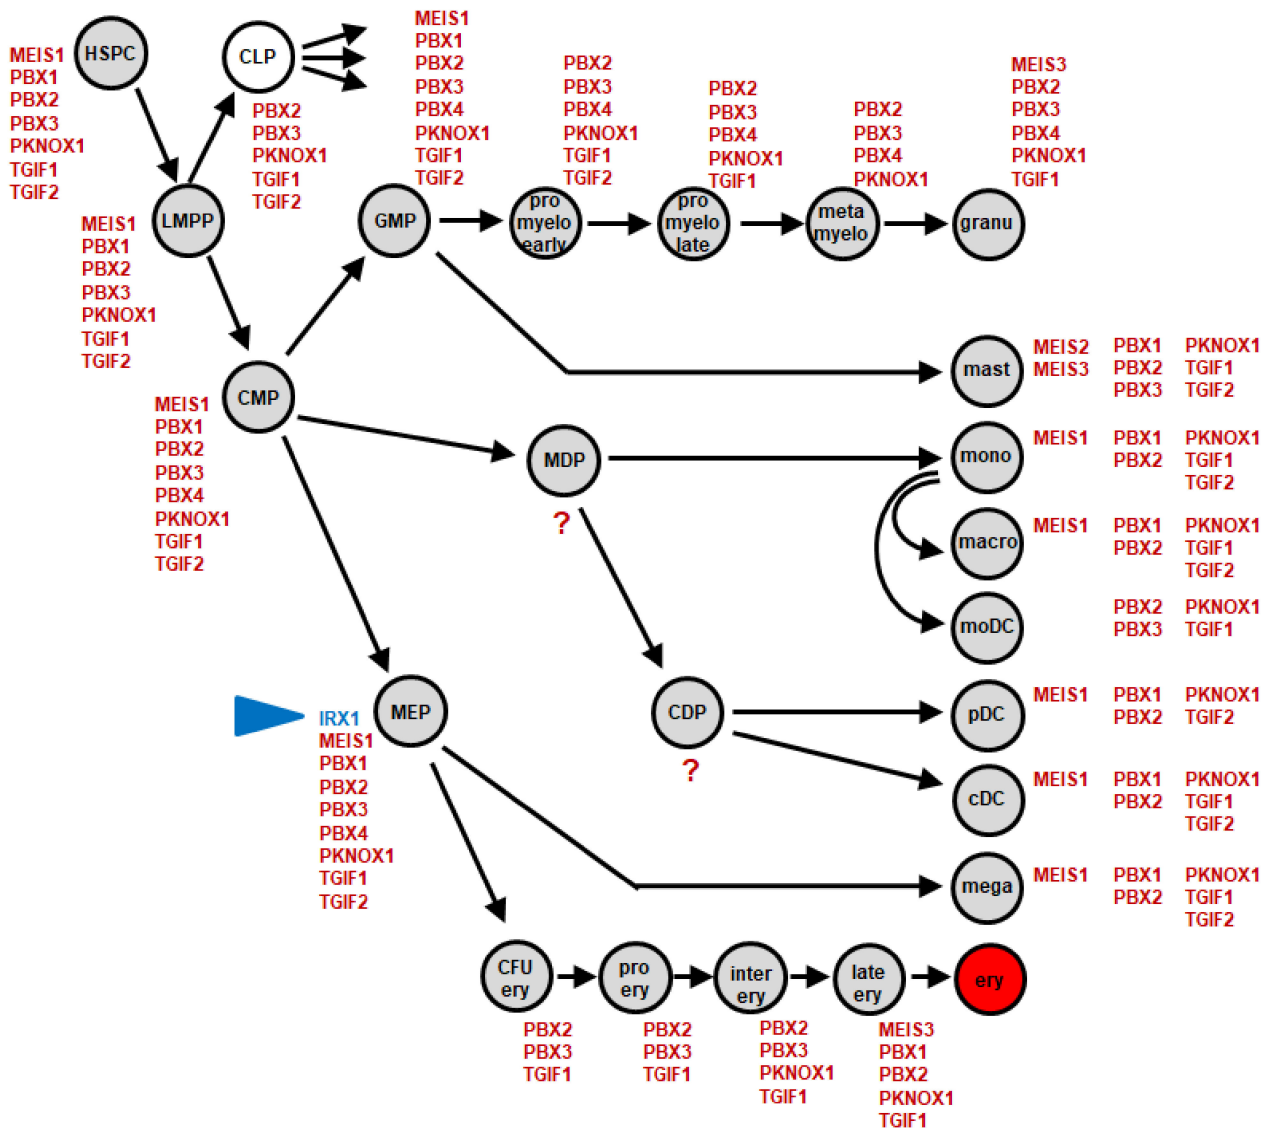 HSPC
MEIS1
PBX1
PBX2
PBX3
PKNOX1
TGIF1
TGIF2
CLP
PBX2
PBX3
PKNOX1
TGIF1
TGIF2
LMPP
MEIS1
PBX1
PBX2
PBX3
PKNOX1
TGIF1
TGIF2
MEIS1
PBX1
PBX2
PBX3
PBX4
PKNOX1
TGIF1
TGIF2
GMP
PBX2
PBX3
PBX4
PKNOX1
TGIF1
TGIF2
pro
myelo
early
PBX2
PBX3
PBX4
PKNOX1
TGIF1
pro
myelo
late
PBX2
PBX3
PBX4
PKNOX1
meta
myelo
MEIS3
PBX2
PBX3
PBX4
PKNOX1
TGIF1
granu
CMP
MEIS1
PBX1
PBX2
PBX3
PBX4
PKNOX1
TGIF1
TGIF2
mast
MEIS2 PBX1 PKNOX1
MEIS3 PBX2 TGIF1
PBX3 TGIF2
MDP
?
mono
MEIS1 PBX1 PKNOX1
PBX2 TGIF1
TGIF2
macro
MEIS1 PBX1 PKNOX1
PBX2 TGIF1
TGIF2
moDC
PBX2 PKNOX1
PBX3 TGIF1
MEP
IRX1
MEIS1
PBX1
PBX2
PBX3
PBX4
PKNOX1
TGIF1
TGIF2
CDP
?
pDC
MEIS1 PBX1 PKNOX1
PBX2 TGIF2
cDC
MEIS1 PBX1 PKNOX1
PBX2 TGIF1
TGIF2
mega
MEIS1 PBX1 PKNOX1
PBX2 TGIF1
TGIF2
CFU
ery
PBX2
PBX3
TGIF1
pro
ery
PBX2
PBX3
TGIF1
inter
ery
PBX2
PBX3
PKNOX1
TGIF1
late
ery
MEIS3
PBX1
PBX2
PKNOX1
TGIF1
ery